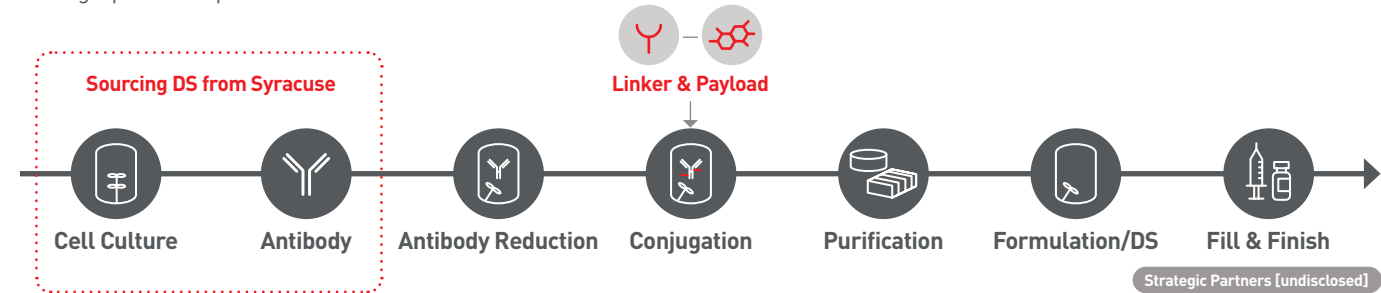 Sourcing DS from Syracuse
Linker & Payload
Cell Culture
Antibody
Antibody Reduction
Conjugation
Purification
Formulation/DS
Fill & Finish
Strategic Partners [undisclosed]